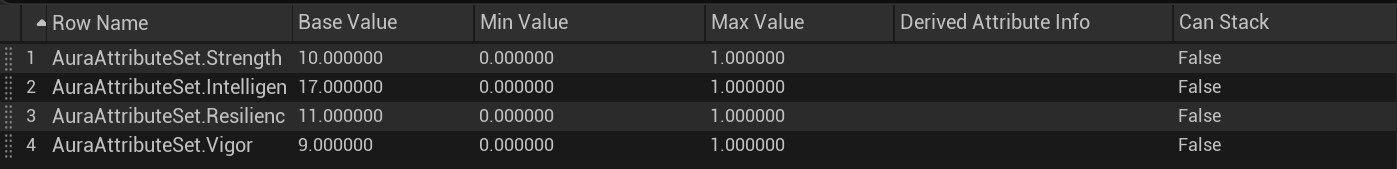 Row Name Base Value Min Value Max Value Derived Attribute Info Can Stack
1 AuraAttributeSet.Strength 10.000000 0.000000 1.000000 False
2 AuraAttributeSet.Intelligen 17.000000 0.000000 1.000000 False
3 AuraAttributeSet.Resilienc 11.000000 0.000000 1.000000 False
4 AuraAttributeSet.Vigor 9.000000 0.000000 1.000000 False